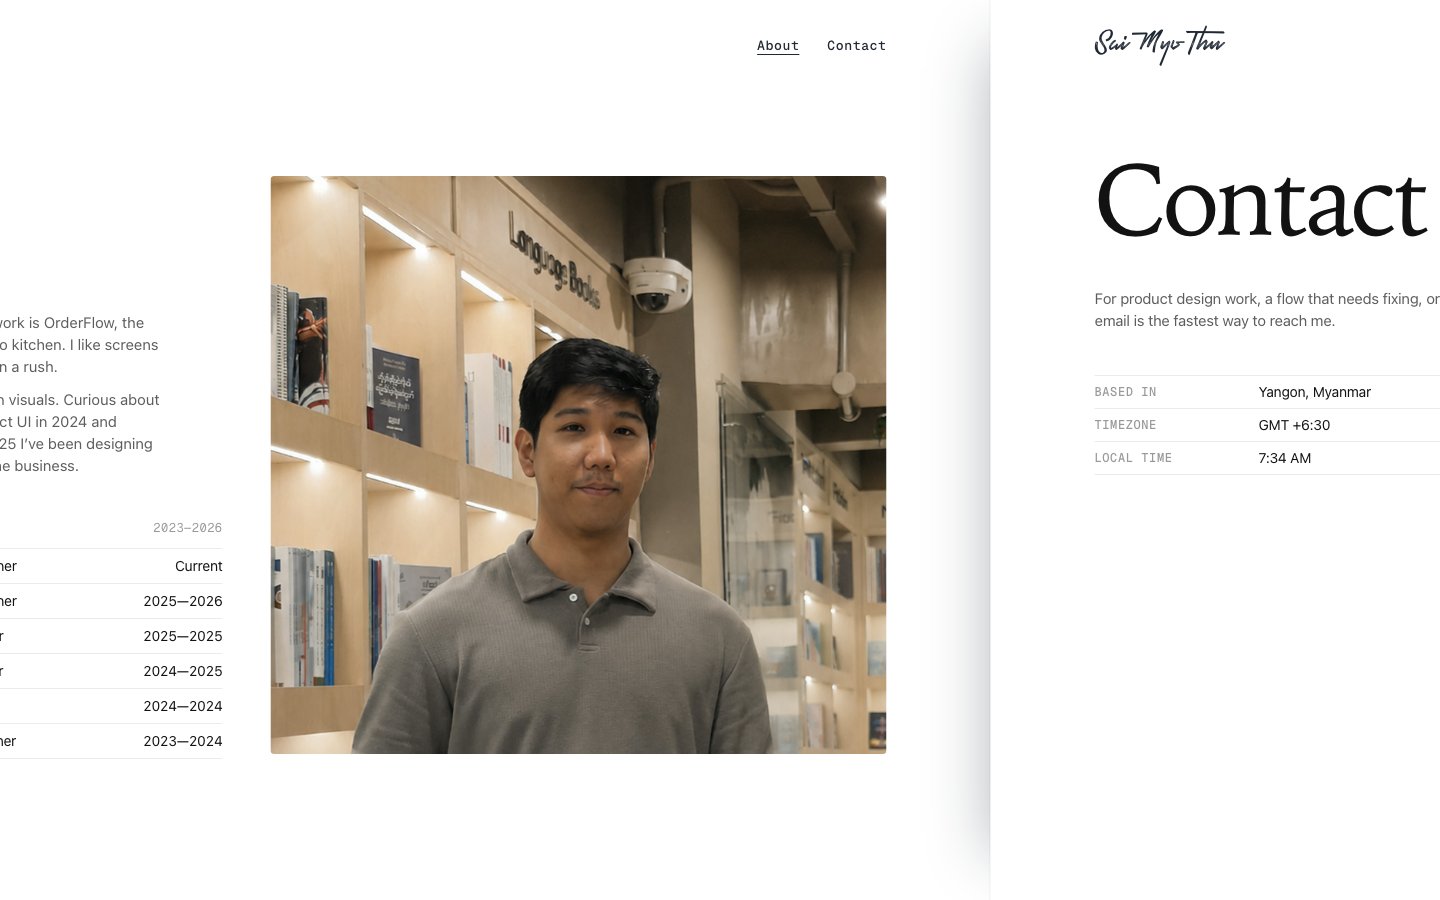 About Contact
ork is OrderFlow, the
o kitchen. I like screens
n a rush.
n visuals. Curious about
ct UI in 2024 and
25 I've been designing
e business.
2023–2026
ner Current
ner 2025—2026
r 2025—2025
r 2024—2025
2024—2024
ner 2023—2024
Language Books
Sai Myo Thu
Contact
For product design work, a flow that needs fixing, or
email is the fastest way to reach me.
BASED IN Yangon, Myanmar
TIMEZONE GMT +6:30
LOCAL TIME 7:34 AM